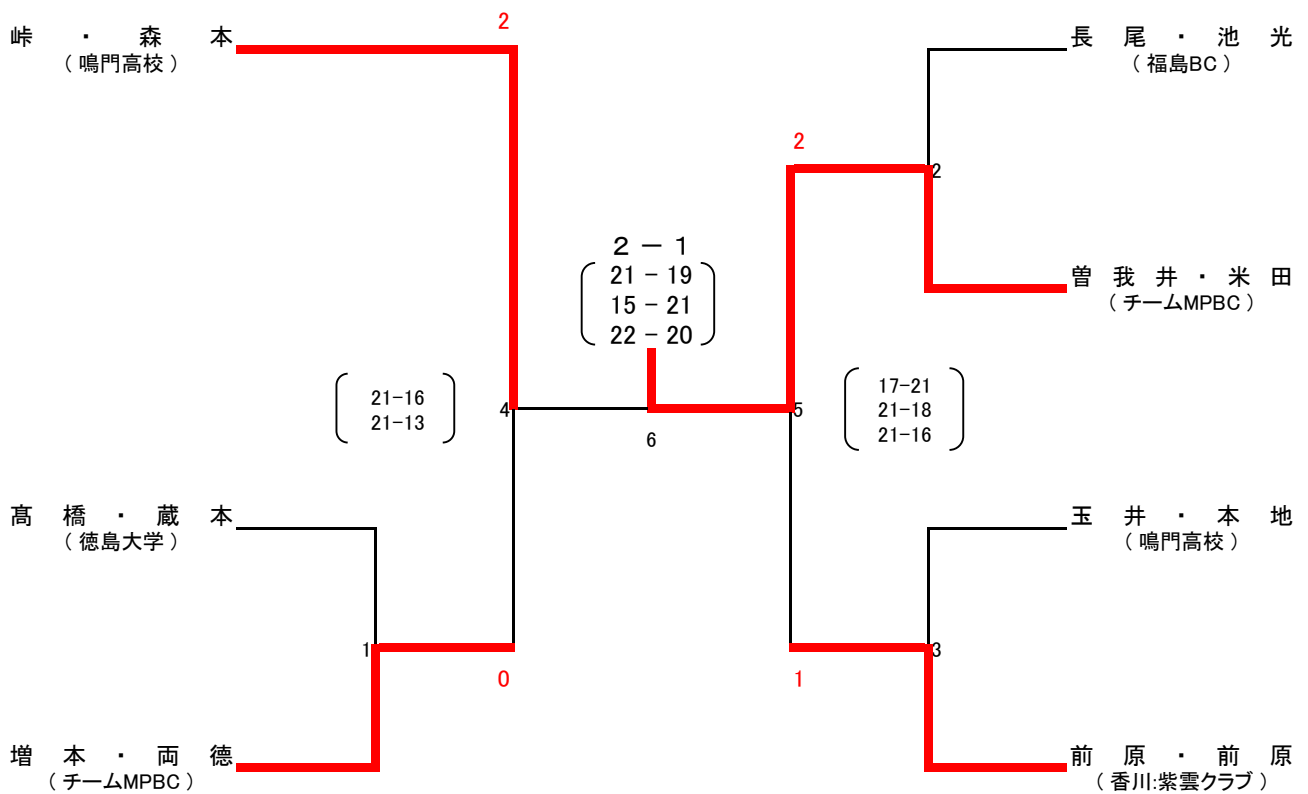 2
峠・森本
（鳴門高校）
長尾・池光
（福島BC）
2
2
2 － 1
21 － 19
15 － 21
22 － 20
曽我井・米田
（チームMPBC）
21−16
21−13
4
6
5
17−21
21−18
21−16
髙橋・蔵本
（徳島大学）
玉井・本地
（鳴門高校）
1
0
1
3
増本・両德
（チームMPBC）
前原・前原
（香川:紫雲クラブ）